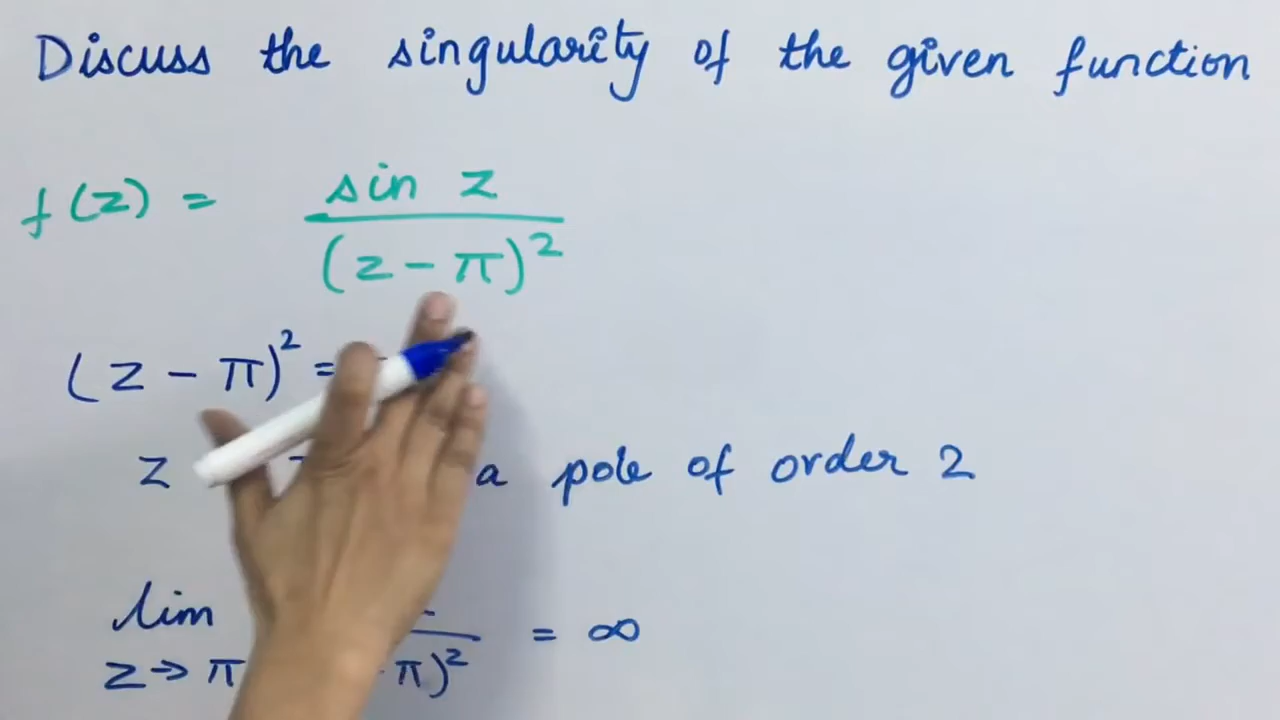 Discuss the singularity of the given function
f(z) = sin z / (z - π)²
(z - π)² =
z a pole of order 2
lim z→π π)² = ∞